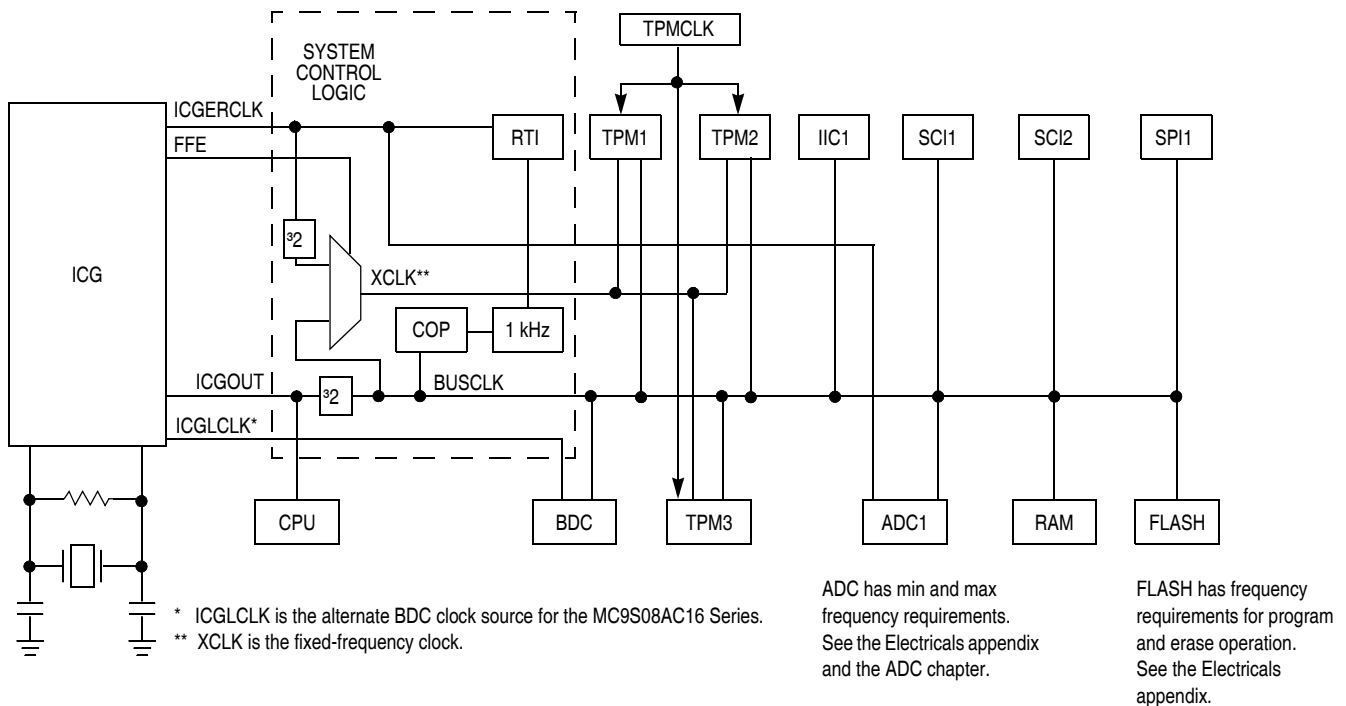 TPMCLK
SYSTEM
CONTROL
LOGIC
ICGERCLK
FFE
RTI
TPM1
TPM2
IIC1
SCI1
SCI2
SPI1
³2
ICG
XCLK**
COP
1 kHz
ICGOUT
³2
BUSCLK
ICGLCLK*
CPU
BDC
TPM3
ADC1
RAM
FLASH
* ICGLCLK is the alternate BDC clock source for the MC9S08AC16 Series.
** XCLK is the fixed-frequency clock.
ADC has min and max
frequency requirements.
See the Electricals appendix
and the ADC chapter.
FLASH has frequency
requirements for program
and erase operation.
See the Electricals
appendix.